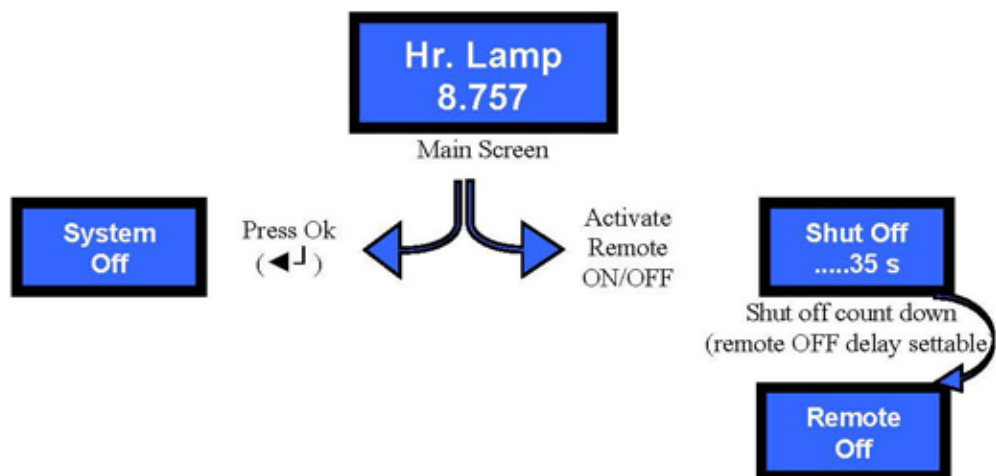 Hr. Lamp
8.757
Main Screen
System
Off
Press Ok
(◄┘)
Activate
Remote
ON/OFF
Shut Off
.....35 s
Shut off count down
(remote OFF delay settable)
Remote
Off